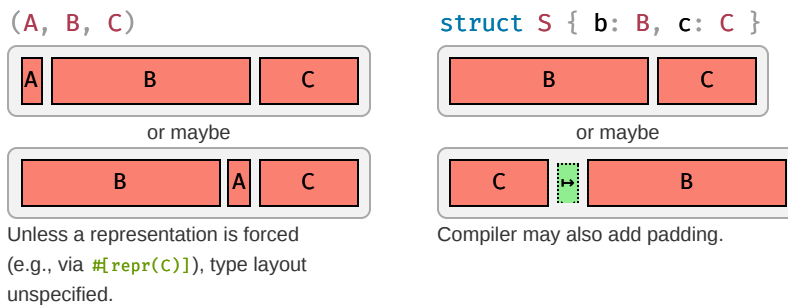 (A, B, C)
A B C
or maybe
B A C
Unless a representation is forced
(e.g., via #[repr(C)]), type layout
unspecified.
struct S { b: B, c: C }
B C
or maybe
C ↦ B
Compiler may also add padding.